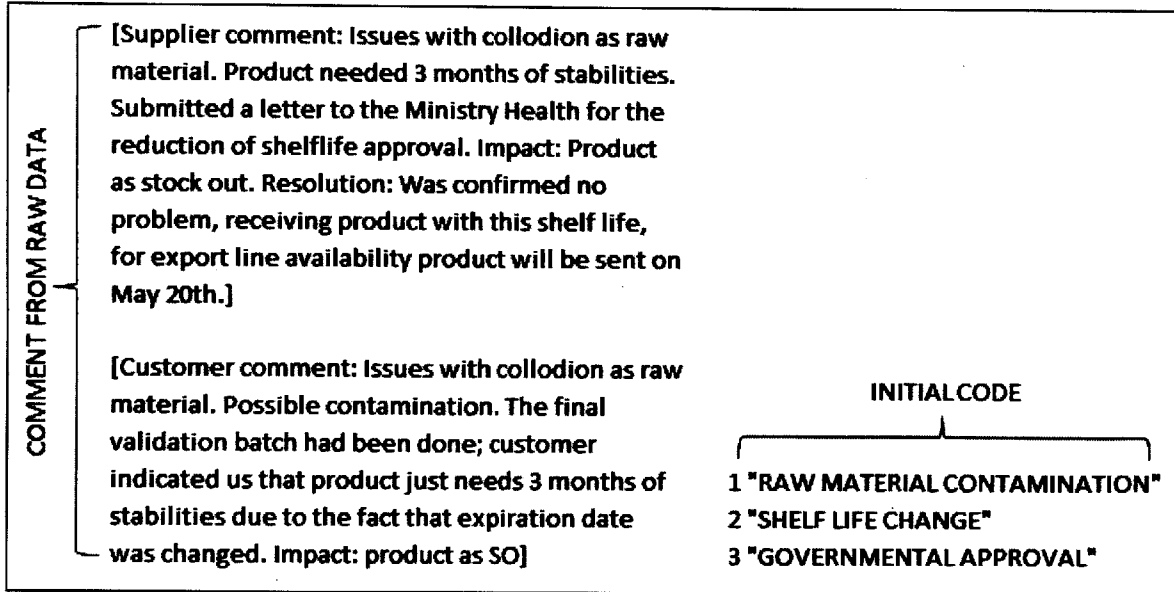 COMMENT FROM RAW DATA
[Supplier comment: Issues with collodion as raw
material. Product needed 3 months of stabilities.
Submitted a letter to the Ministry Health for the
reduction of shelflife approval. Impact: Product
as stock out. Resolution: Was confirmed no
problem, receiving product with this shelf life,
for export line availability product will be sent on
May 20th.]
[Customer comment: Issues with collodion as raw
material. Possible contamination. The final
validation batch had been done; customer
indicated us that product just needs 3 months of
stabilities due to the fact that expiration date
was changed. Impact: product as SO]
INITIAL CODE
1 "RAW MATERIAL CONTAMINATION"
2 "SHELF LIFE CHANGE"
3 "GOVERNMENTAL APPROVAL"